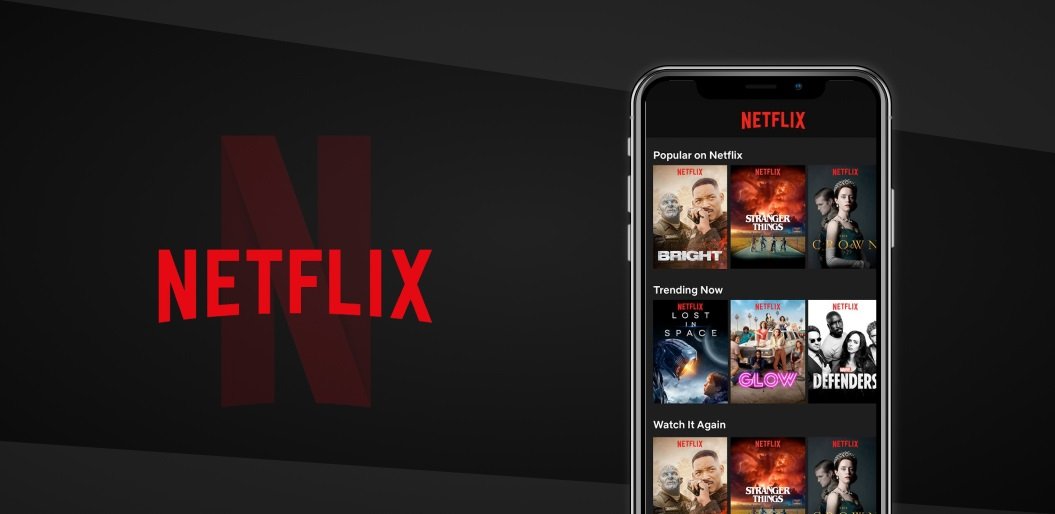 NETFLIX
NETFLIX
Popular on Netflix
NETFLIX
BRIGHT
NETFLIX
STRANGER
THINGS
NETFLIX
THE
CROWN
Trending Now
NETFLIX
LOST
IN
SPACE
NETFLIX
GLOW
NETFLIX
MARVEL
DEFENDERS
Watch It Again
NETFLIX
NETFLIX
STRANGER
THINGS
NETFLIX